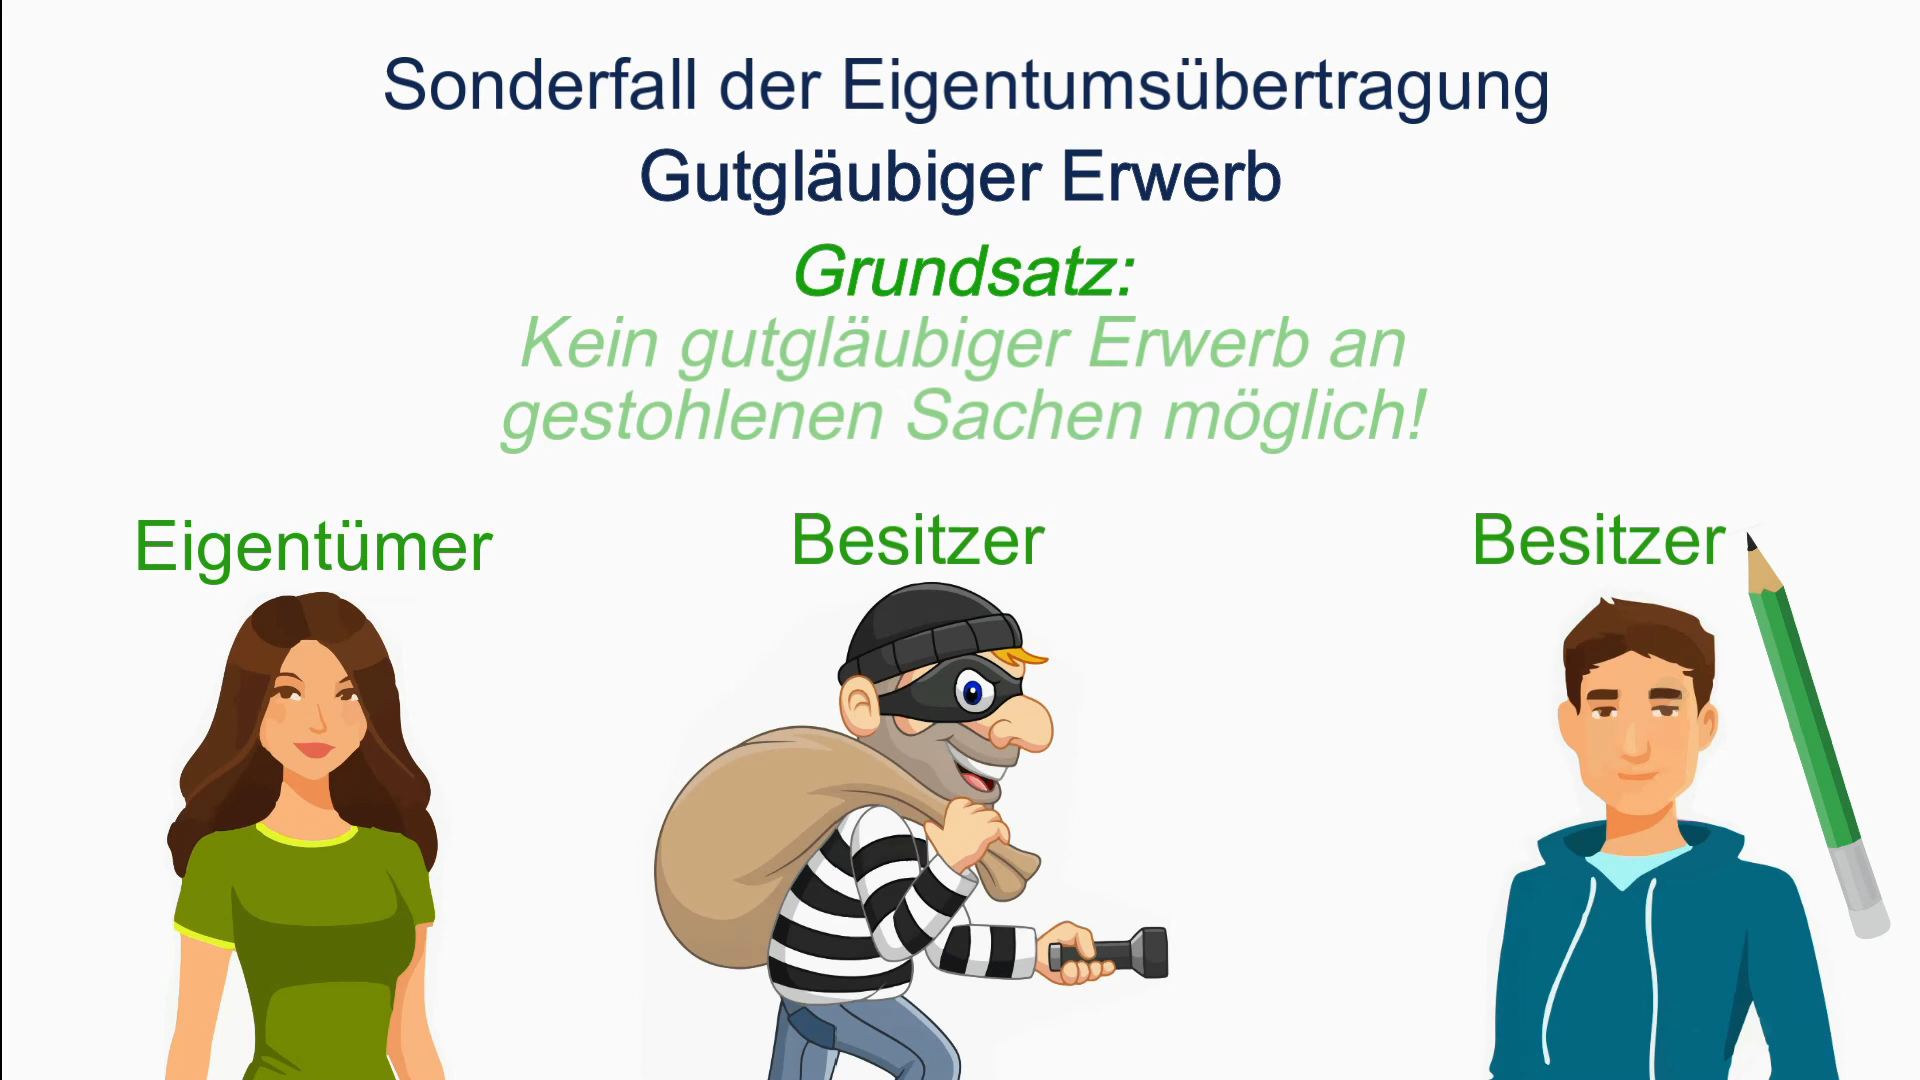 Sonderfall der Eigentumsübertragung
Gutgläubiger Erwerb
Grundsatz:
Kein gutgläubiger Erwerb an
gestohlenen Sachen möglich!
Eigentümer
Besitzer
Besitzer